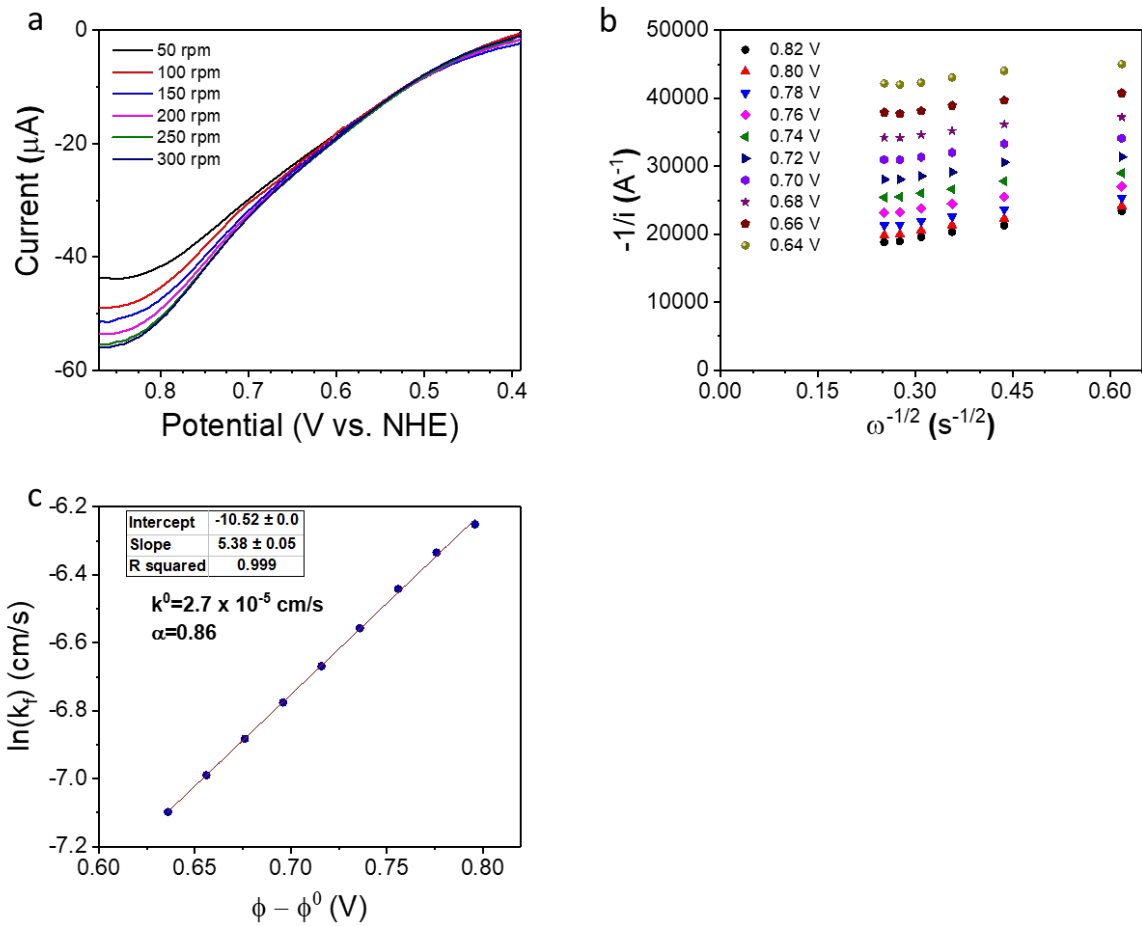 a
0
-20
-40
-60
Current (μA)
50 rpm
100 rpm
150 rpm
200 rpm
250 rpm
300 rpm
0.8 0.7 0.6 0.5 0.4
Potential (V vs. NHE)
b
50000
40000
30000
20000
10000
0
-1/i (A⁻¹)
0.82 V
0.80 V
0.78 V
0.76 V
0.74 V
0.72 V
0.70 V
0.68 V
0.66 V
0.64 V
0.00 0.15 0.30 0.45 0.60
ω⁻¹/² (s⁻¹/²)
c
-6.2
-6.4
-6.6
-6.8
-7.0
-7.2
ln(k_f) (cm/s)
Intercept -10.52 ± 0.0
Slope 5.38 ± 0.05
R squared 0.999
k⁰=2.7 x 10⁻⁵ cm/s
α=0.86
0.60 0.65 0.70 0.75 0.80
ϕ – ϕ⁰ (V)